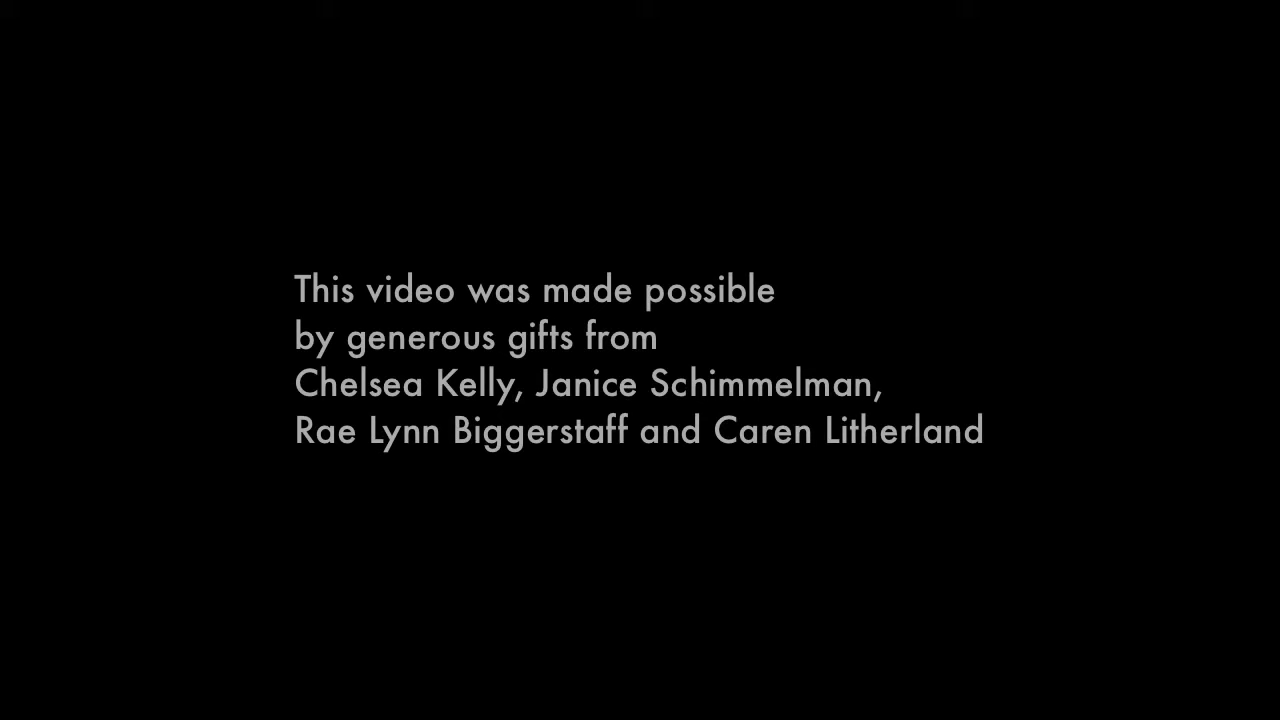 This video was made possible
by generous gifts from
Chelsea Kelly, Janice Schimmelman,
Rae Lynn Biggerstaff and Caren Litherland